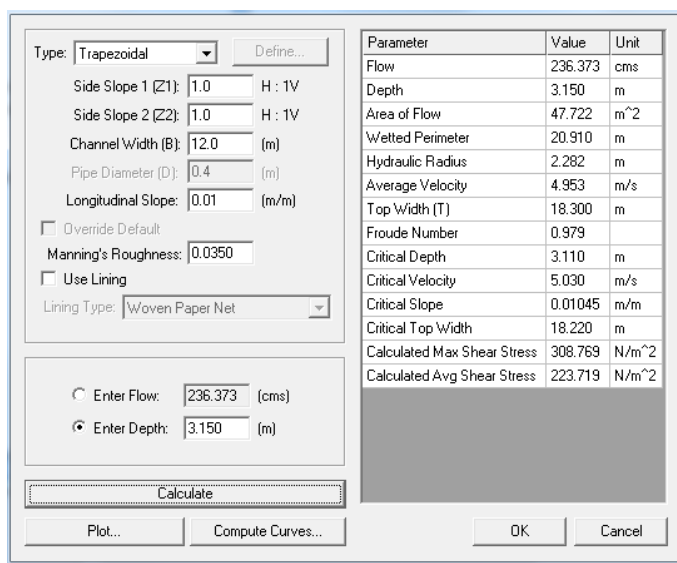 Type: Trapezoidal Define...
Side Slope 1 (Z1): 1.0 H : 1V
Side Slope 2 (Z2): 1.0 H : 1V
Channel Width (B): 12.0 (m)
Pipe Diameter (D): 0.4 (m)
Longitudinal Slope: 0.01 (m/m)
Override Default
Manning's Roughness: 0.0350
Use Lining
Lining Type: Woven Paper Net
Enter Flow: 236.373 (cms)
Enter Depth: 3.150 (m)
Calculate
Plot... Compute Curves...
Parameter Value Unit
Flow 236.373 cms
Depth 3.150 m
Area of Flow 47.722 m^2
Wetted Perimeter 20.910 m
Hydraulic Radius 2.282 m
Average Velocity 4.953 m/s
Top Width (T) 18.300 m
Froude Number 0.979
Critical Depth 3.110 m
Critical Velocity 5.030 m/s
Critical Slope 0.01045 m/m
Critical Top Width 18.220 m
Calculated Max Shear Stress 308.769 N/m^2
Calculated Avg Shear Stress 223.719 N/m^2
OK Cancel